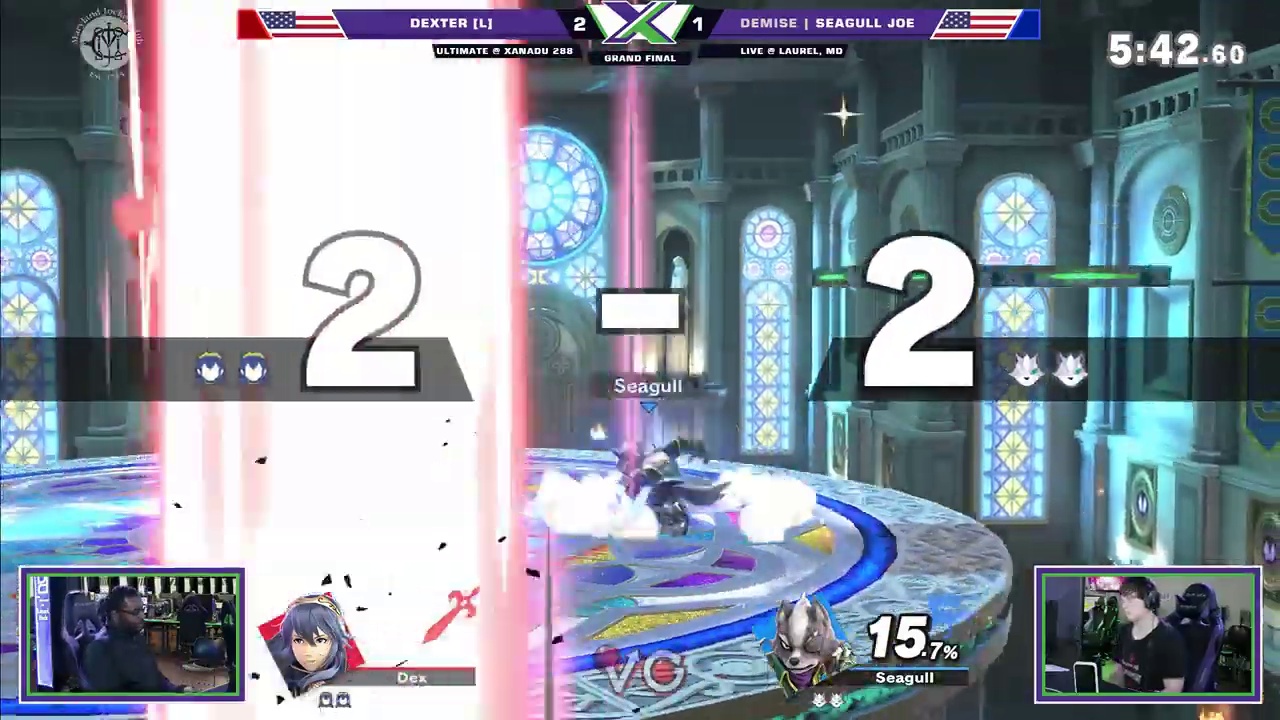 DEXTER [L]
2
1
DEMISE | SEAGULL JOE
ULTIMATE @ XANADU 288
GRAND FINAL
LIVE @ LAUREL, MD
5:42.60
2
-
2
Seagull
Dex
VG
15.7%
Seagull